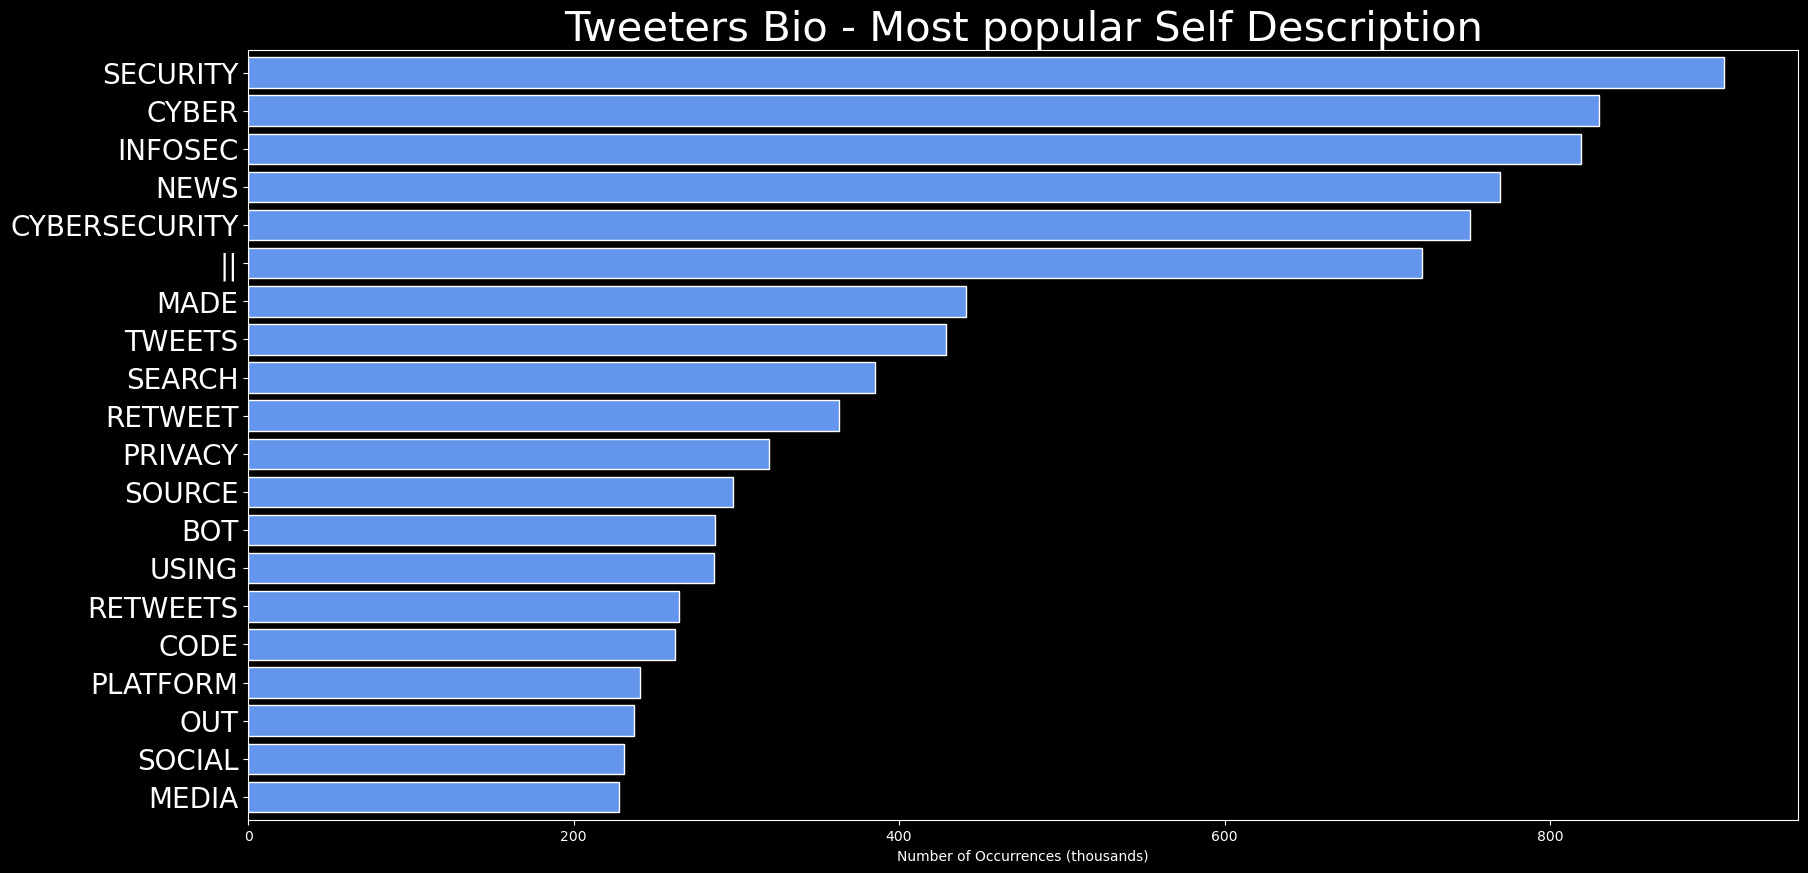 Tweeters Bio - Most popular Self Description
SECURITY
CYBER
INFOSEC
NEWS
CYBERSECURITY
||
MADE
TWEETS
SEARCH
RETWEET
PRIVACY
SOURCE
BOT
USING
RETWEETS
CODE
PLATFORM
OUT
SOCIAL
MEDIA
0 200 400 600 800
Number of Occurrences (thousands)